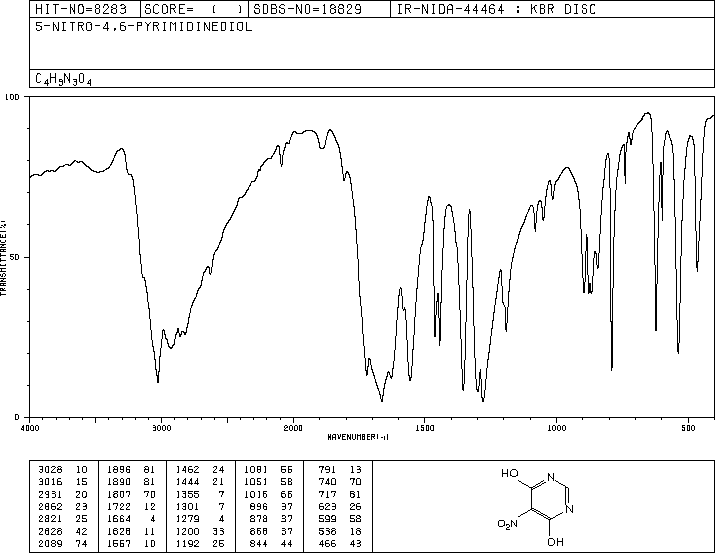 HIT-NO=8283 SCORE= ( ) SDBS-NO=18829 IR-NIDA-44464 : KBR DISC
5-NITRO-4,6-PYRIMIDINEDIOL
C4H3N3O4
100
TRANSMITTANCE(%)
50
0
4000 3000 2000 1500 1000 500
WAVENUMBER(-1)
3028 10 1896 81 1462 24 1081 56 791 13
3016 15 1890 81 1444 21 1051 58 740 70
2931 20 1807 70 1355 7 1016 66 717 81
2862 23 1722 12 1301 7 896 37 623 26
2821 25 1664 4 1279 4 878 37 599 58
2628 42 1628 11 1200 33 868 37 538 18
2089 74 1557 10 1192 25 844 44 466 43
HO
N
N
O2N
OH